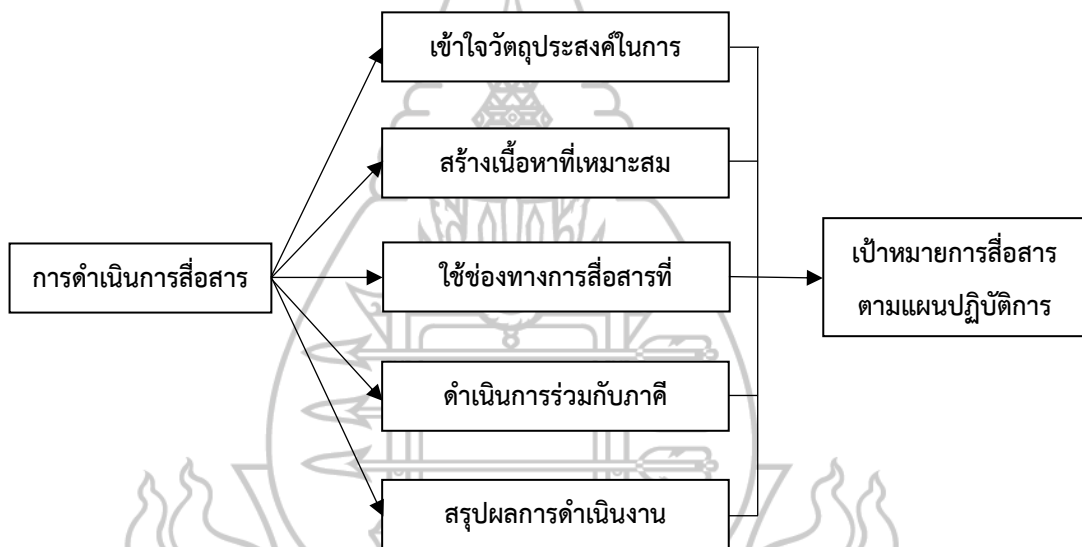 เข้าใจวัตถุประสงค์ในการ
สร้างเนื้อหาที่เหมาะสม
การดำเนินการสื่อสาร
ใช้ช่องทางการสื่อสารที่
เป้าหมายการสื่อสาร
ตามแผนปฏิบัติการ
ดำเนินการร่วมกับภาคี
สรุปผลการดำเนินงาน